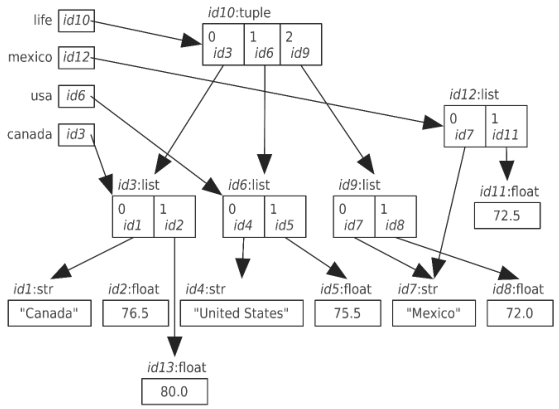 id10:tuple
life id10
0 1 2
id3 id6 id9
mexico id12
usa id6
canada id3
id12:list
0 1
id7 id11
id11:float
72.5
id3:list
0 1
id1 id2
id6:list
0 1
id4 id5
id9:list
0 1
id7 id8
id1:str
"Canada"
id2:float
76.5
id4:str
"United States"
id5:float
75.5
id7:str
"Mexico"
id8:float
72.0
id13:float
80.0